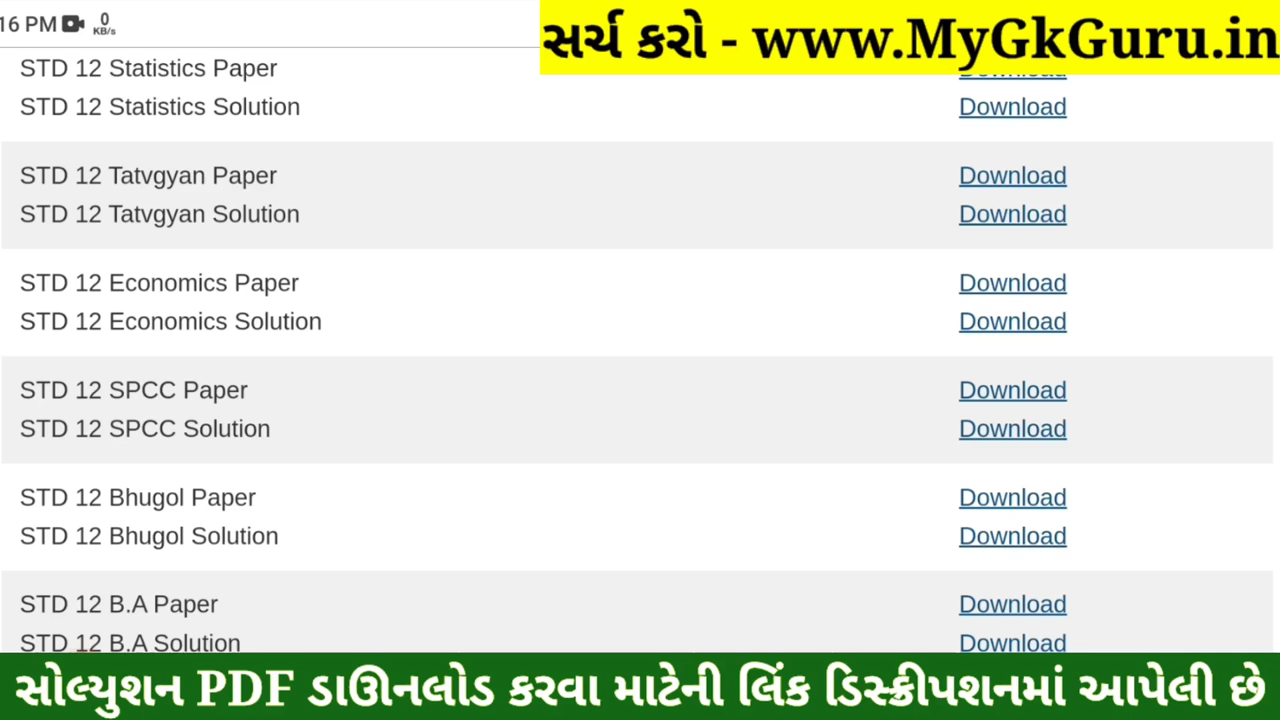 16 PM 0 KB/s
સર્ચ કરો - www.MyGkGuru.in
STD 12 Statistics Paper Download
STD 12 Statistics Solution Download
STD 12 Tatvgyan Paper Download
STD 12 Tatvgyan Solution Download
STD 12 Economics Paper Download
STD 12 Economics Solution Download
STD 12 SPCC Paper Download
STD 12 SPCC Solution Download
STD 12 Bhugol Paper Download
STD 12 Bhugol Solution Download
STD 12 B.A Paper Download
STD 12 B.A Solution Download
સોલ્યુશન PDF ડાઊનલોડ કરવા માટેની લિંક ડિસ્ક્રીપશનમાં આપેલી છે